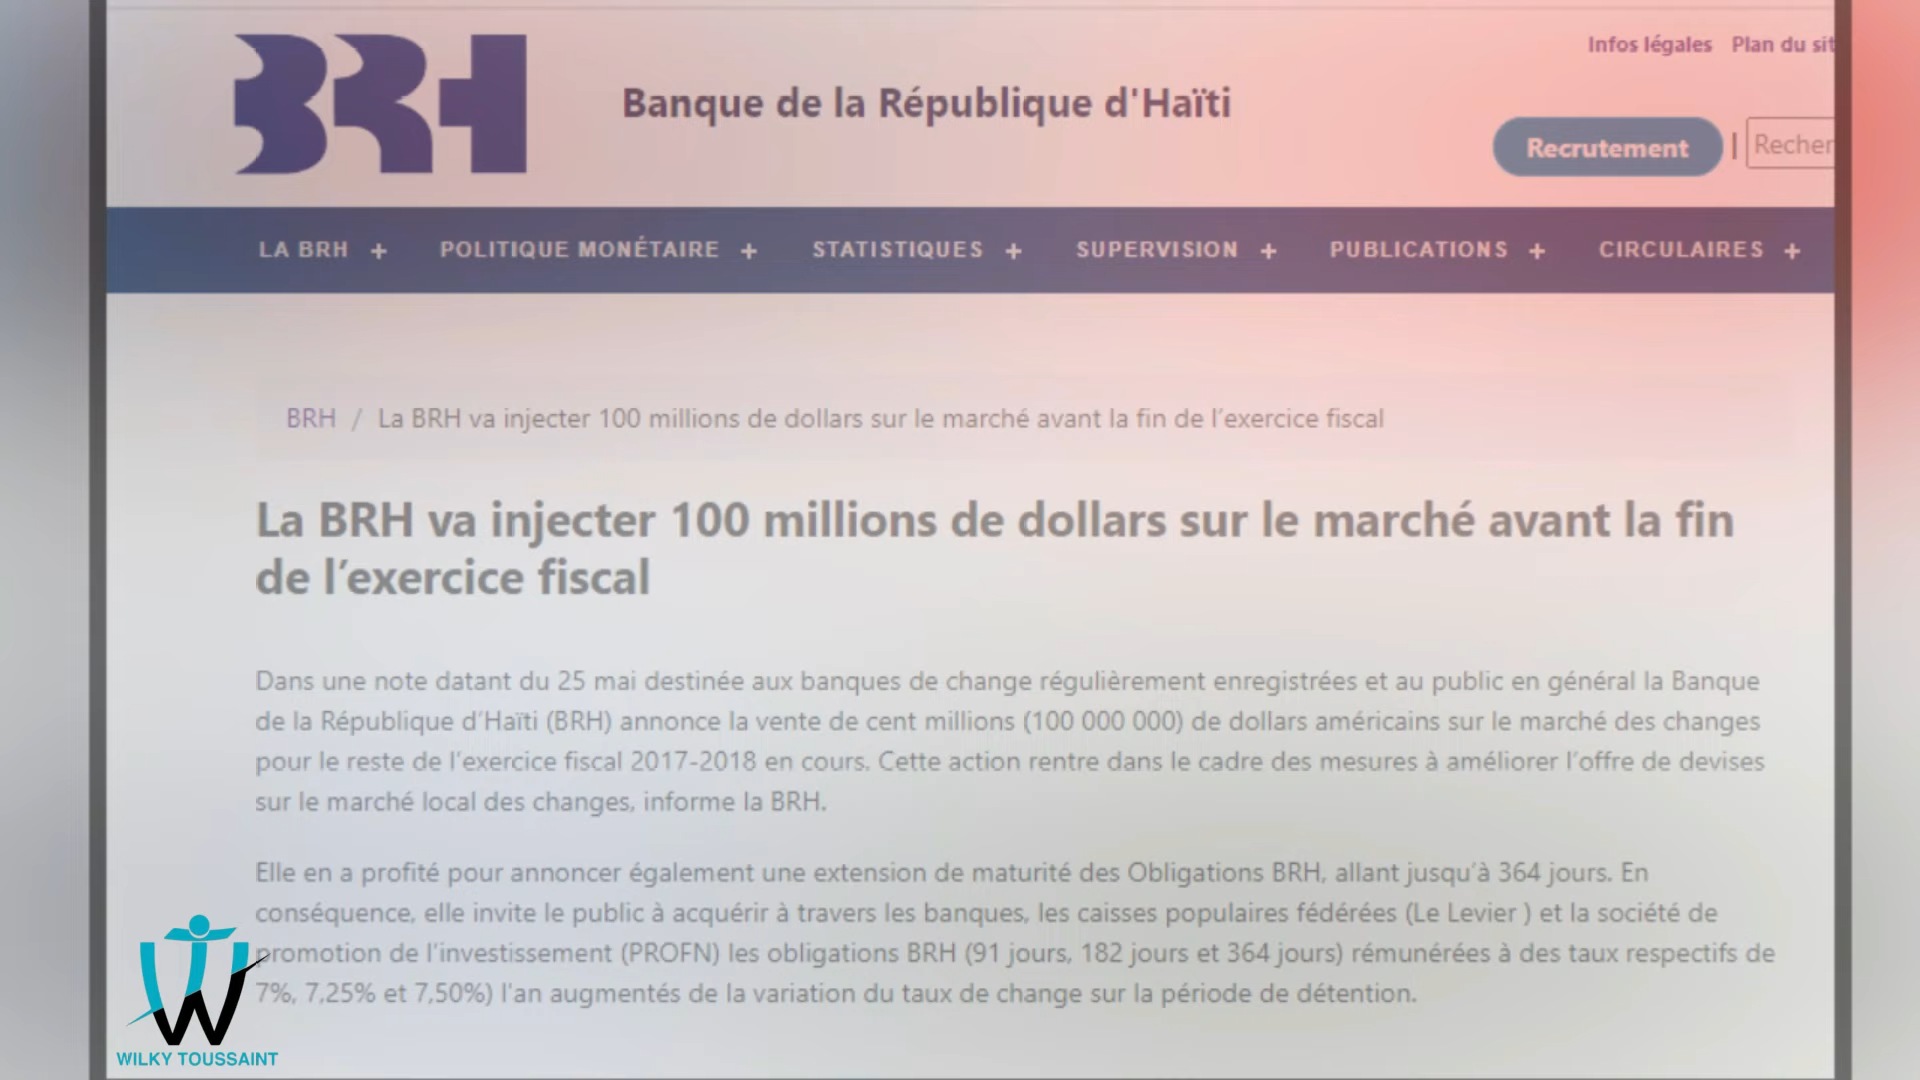 BRH
Banque de la République d'Haïti
Infos légales Plan du sit
Recrutement | Recher
LA BRH + POLITIQUE MONÉTAIRE + STATISTIQUES + SUPERVISION + PUBLICATIONS + CIRCULAIRES +
BRH / La BRH va injecter 100 millions de dollars sur le marché avant la fin de l’exercice fiscal
La BRH va injecter 100 millions de dollars sur le marché avant la fin
de l’exercice fiscal
Dans une note datant du 25 mai destinée aux banques de change régulièrement enregistrées et au public en général la Banque
de la République d’Haïti (BRH) annonce la vente de cent millions (100 000 000) de dollars américains sur le marché des changes
pour le reste de l’exercice fiscal 2017-2018 en cours. Cette action rentre dans le cadre des mesures à améliorer l’offre de devises
sur le marché local des changes, informe la BRH.
Elle en a profité pour annoncer également une extension de maturité des Obligations BRH, allant jusqu’à 364 jours. En
conséquence, elle invite le public à acquérir à travers les banques, les caisses populaires fédérées (Le Levier ) et la société de
promotion de l’investissement (PROFN) les obligations BRH (91 jours, 182 jours et 364 jours) rémunérées à des taux respectifs de
7%, 7,25% et 7,50%) l’an augmentés de la variation du taux de change sur la période de détention.
W
WILKY TOUSSAINT